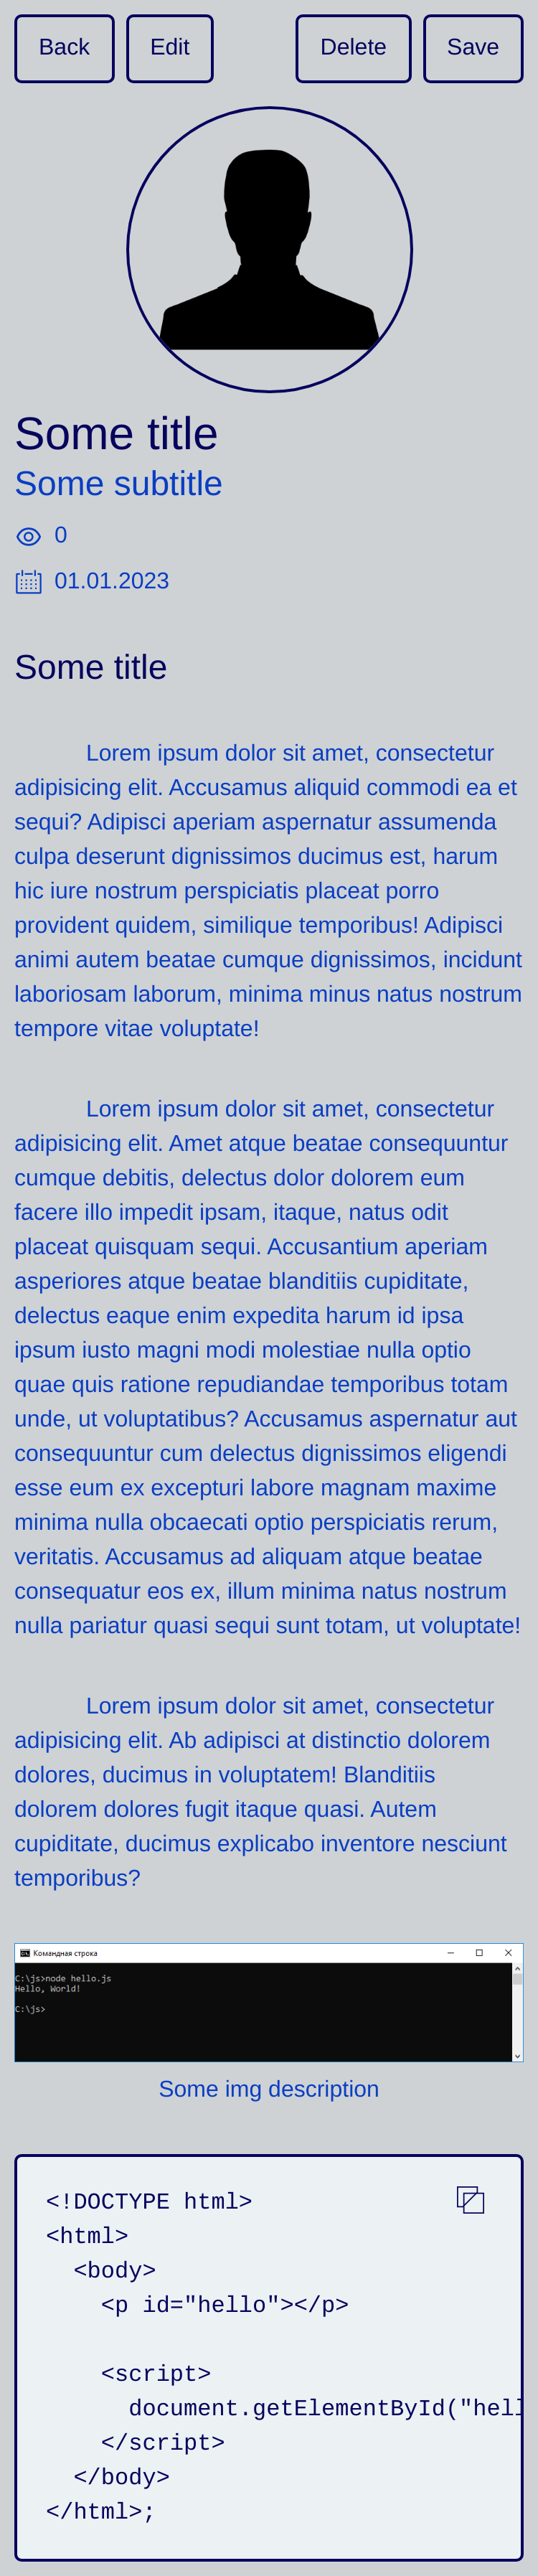 Back Edit Delete Save
Some title
Some subtitle
0
01.01.2023
Some title
Lorem ipsum dolor sit amet, consectetur
adipisicing elit. Accusamus aliquid commodi ea et
sequi? Adipisci aperiam aspernatur assumenda
culpa deserunt dignissimos ducimus est, harum
hic iure nostrum perspiciatis placeat porro
provident quidem, similique temporibus! Adipisci
animi autem beatae cumque dignissimos, incidunt
laboriosam laborum, minima minus natus nostrum
tempore vitae voluptate!
Lorem ipsum dolor sit amet, consectetur
adipisicing elit. Amet atque beatae consequuntur
cumque debitis, delectus dolor dolorem eum
facere illo impedit ipsam, itaque, natus odit
placeat quisquam sequi. Accusantium aperiam
asperiores atque beatae blanditiis cupiditate,
delectus eaque enim expedita harum id ipsa
ipsum iusto magni modi molestiae nulla optio
quae quis ratione repudiandae temporibus totam
unde, ut voluptatibus? Accusamus aspernatur aut
consequuntur cum delectus dignissimos eligendi
esse eum ex excepturi labore magnam maxime
minima nulla obcaecati optio perspiciatis rerum,
veritatis. Accusamus ad aliquam atque beatae
consequatur eos ex, illum minima natus nostrum
nulla pariatur quasi sequi sunt totam, ut voluptate!
Lorem ipsum dolor sit amet, consectetur
adipisicing elit. Ab adipisci at distinctio dolorem
dolores, ducimus in voluptatem! Blanditiis
dolorem dolores fugit itaque quasi. Autem
cupiditate, ducimus explicabo inventore nesciunt
temporibus?
Командная строка
C:\js>node hello.js
Hello, World!
C:\js>
Some img description
<!DOCTYPE html>
<html>
  <body>
    <p id="hello"></p>
    <script>
      document.getElementById("hell
    </script>
  </body>
</html>;